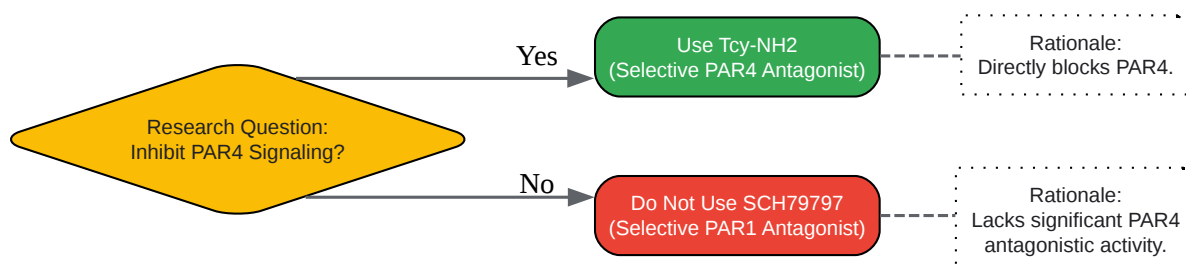 Research Question:
Inhibit PAR4 Signaling?
Yes
Use Tcy-NH2
(Selective PAR4 Antagonist)
Rationale:
Directly blocks PAR4.
No
Do Not Use SCH79797
(Selective PAR1 Antagonist)
Rationale:
Lacks significant PAR4
antagonistic activity.